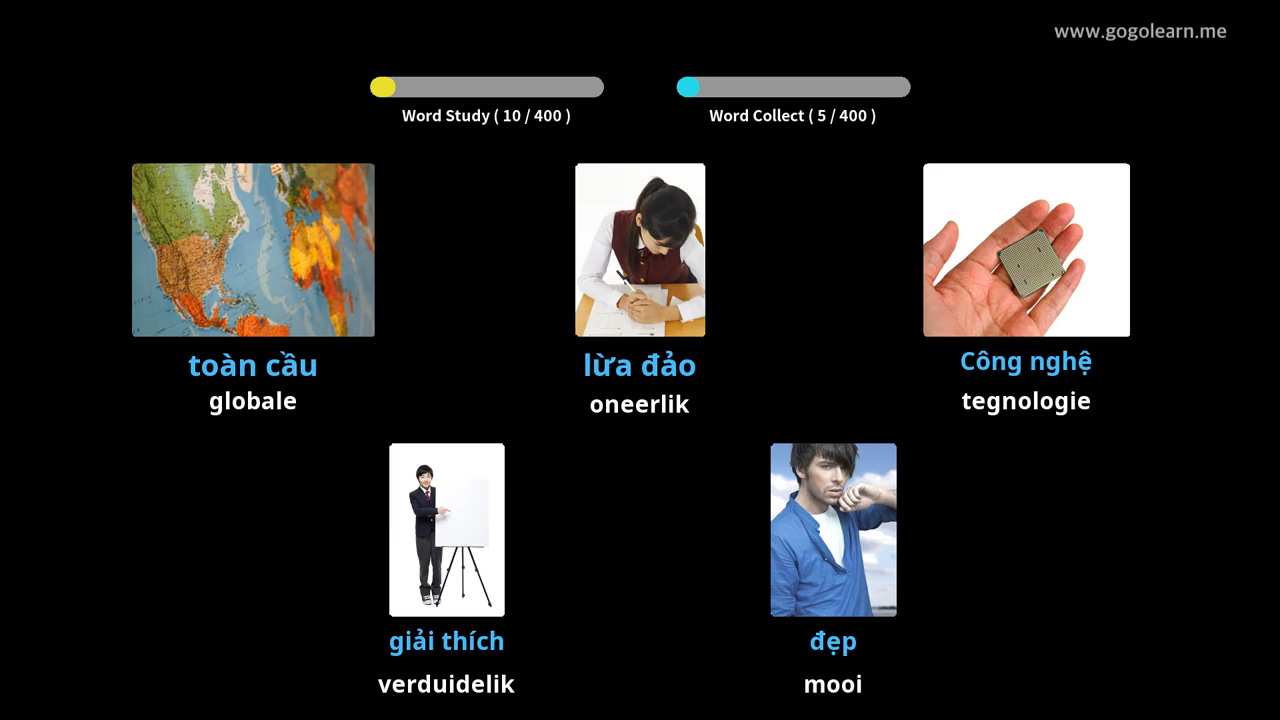 www.gogolearn.me
Word Study ( 10 / 400 )
Word Collect ( 5 / 400 )
toàn cầu
globale
lừa đảo
oneerlik
Công nghệ
tegnologie
giải thích
verduidelik
đẹp
mooi